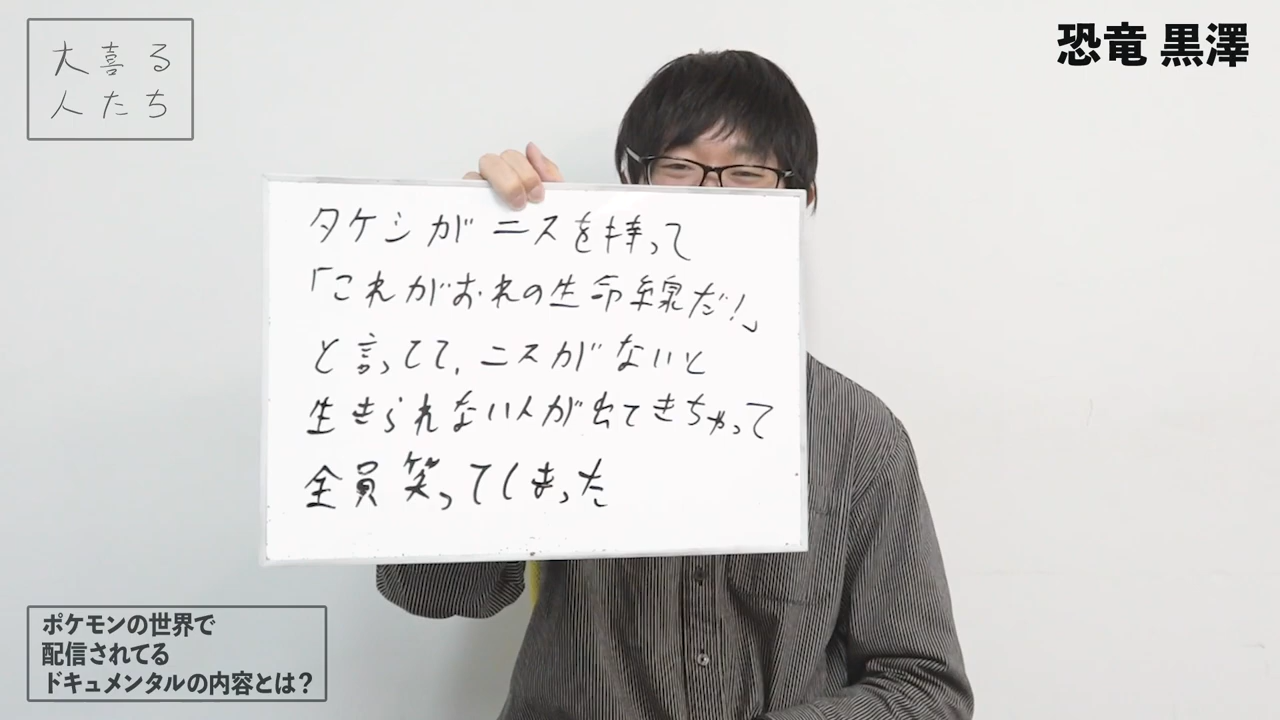 大喜る
人たち
恐竜 黒澤
タケシがニスを持って
「これがおれの生命線だ!」
と言ってて、ニスがないと
生きられない人が出てきちゃって
全員笑ってしまった
ポケモンの世界で
配信されてる
ドキュメンタルの内容とは?